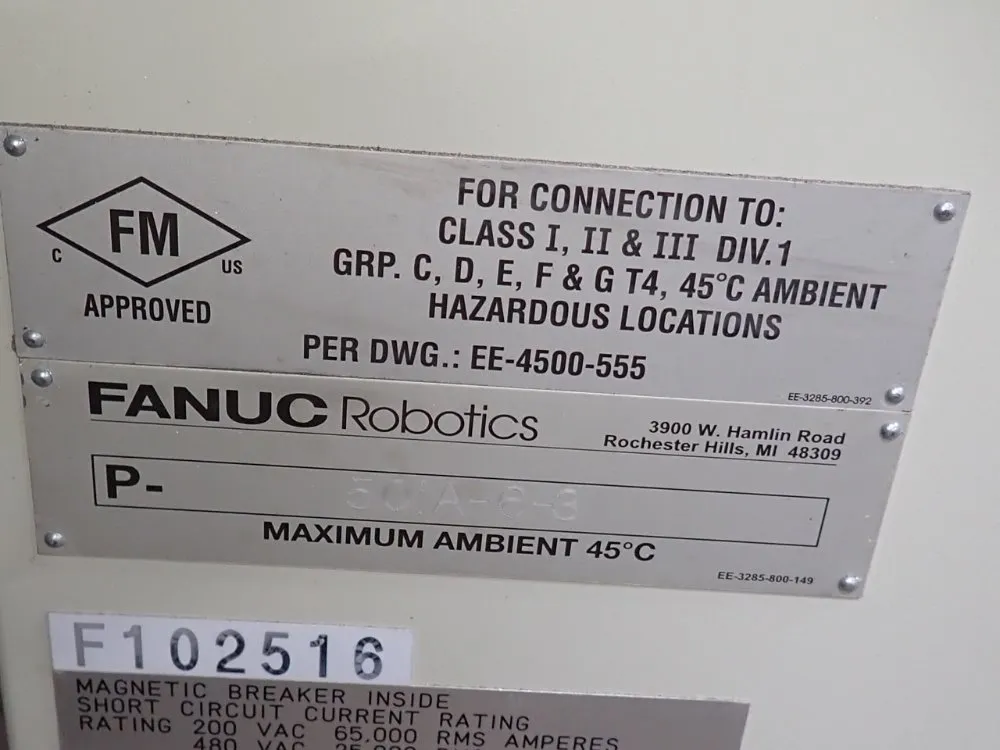 FM
C
US
APPROVED
FOR CONNECTION TO:
CLASS I, II & III DIV.1
GRP. C, D, E, F & G T4, 45°C AMBIENT
HAZARDOUS LOCATIONS
PER DWG.: EE-4500-555
EE-3285-800-392
FANUC Robotics
3900 W. Hamlin Road
Rochester Hills, MI 48309
P-
MAXIMUM AMBIENT 45°C
EE-3285-800-149
F102516
MAGNETIC BREAKER INSIDE
SHORT CIRCUIT CURRENT RATING
RATING 200 VAC 65,000 RMS AMPERES
480 VAC